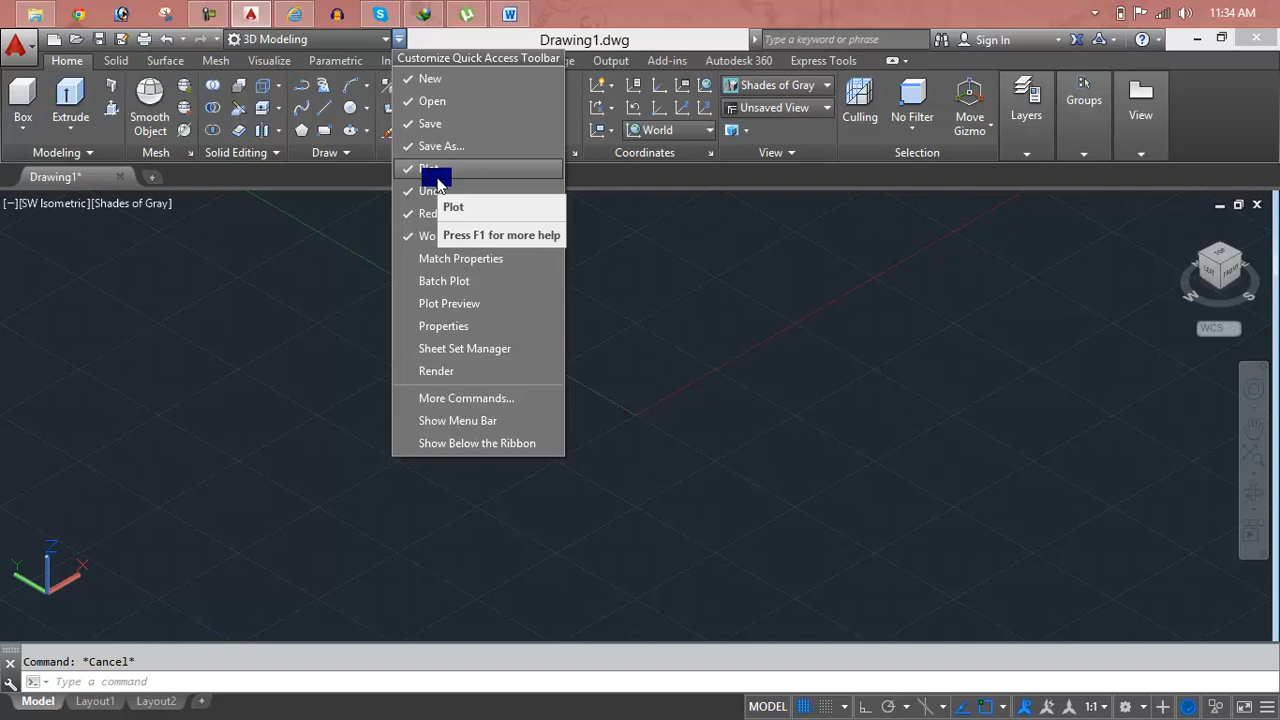 11:34 AM
3D Modeling
Drawing1.dwg
Type a keyword or phrase
Sign In
Home
Solid
Surface
Mesh
Visualize
Parametric
Output
Add-ins
Autodesk 360
Express Tools
Customize Quick Access Toolbar
New
Open
Save
Save As...
Plot
Press F1 for more help
Match Properties
Batch Plot
Plot Preview
Properties
Sheet Set Manager
Render
More Commands...
Show Menu Bar
Show Below the Ribbon
Box
Extrude
Smooth
Object
Modeling
Mesh
Solid Editing
Draw
World
Coordinates
Shades of Gray
Unsaved View
View
Culling
No Filter
Move
Gizmo
Selection
Layers
Groups
View
Drawing1*
[−][SW Isometric][Shades of Gray]
TOP
LEFT
FRONT
W
S
WCS
Z
Y
X
Command: *Cancel*
Type a command
Model
Layout1
Layout2
MODEL
1:1